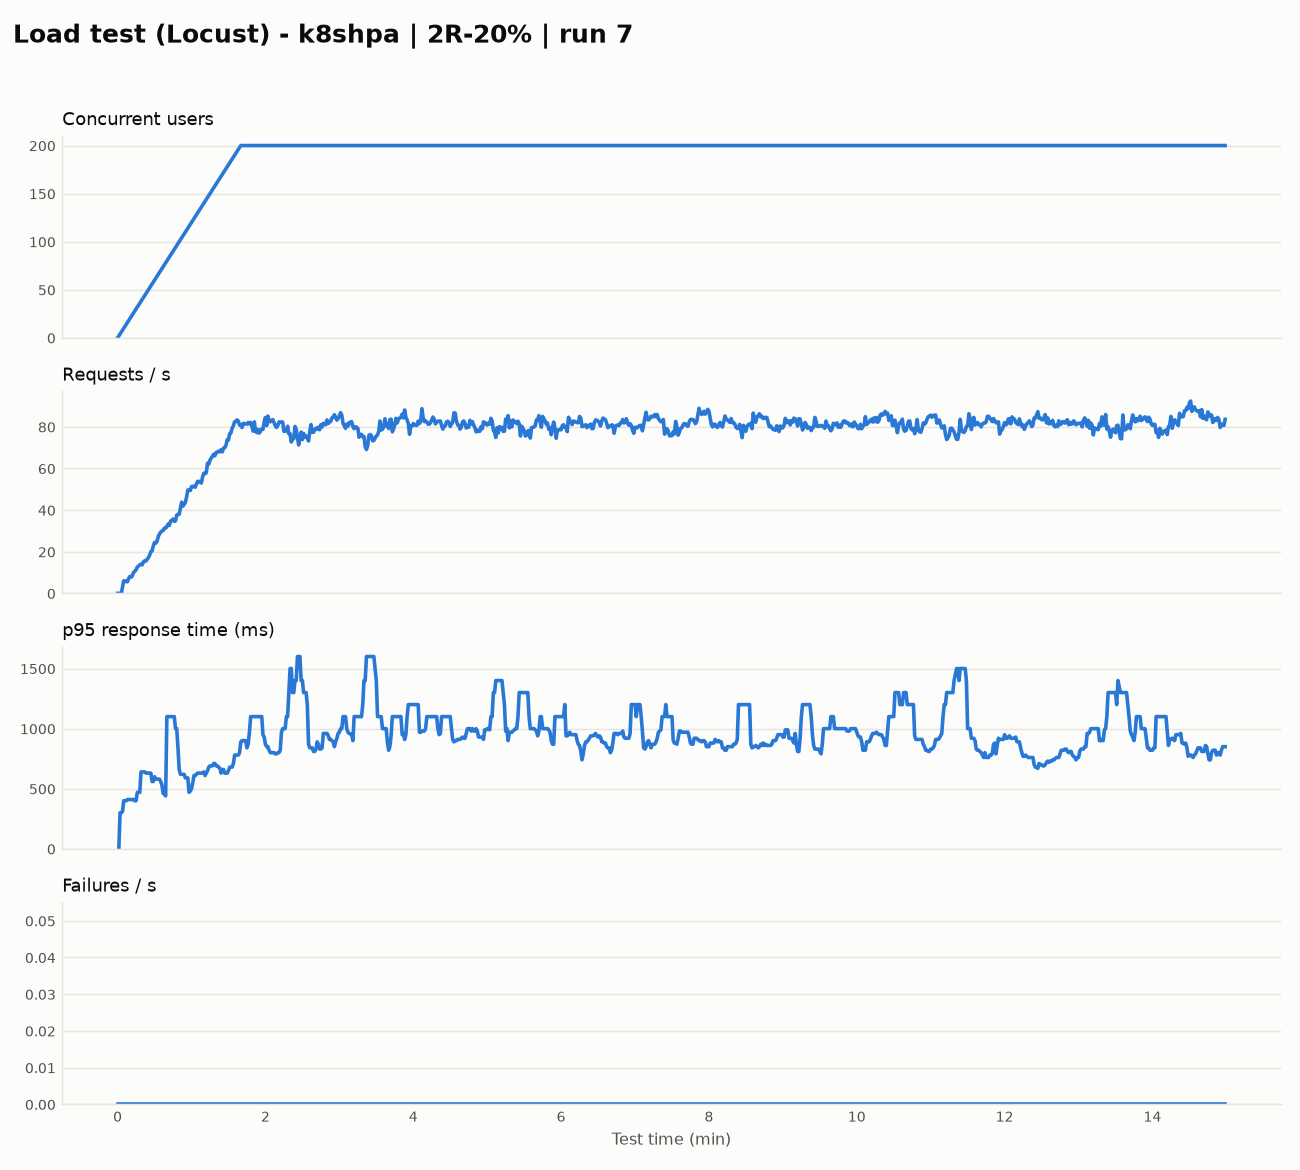 Load test (Locust) - k8shpa | 2R-20% | run 7
Concurrent users
200
150
100
50
0
Requests / s
80
60
40
20
0
p95 response time (ms)
1500
1000
500
0
Failures / s
0.05
0.04
0.03
0.02
0.01
0.00
0 2 4 6 8 10 12 14
Test time (min)